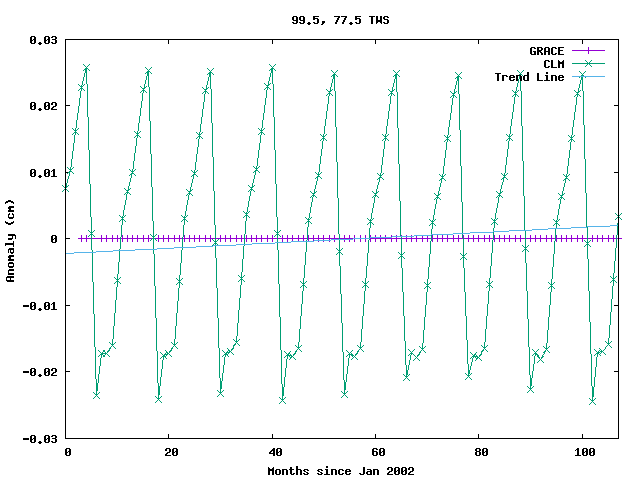 99.5, 77.5 TWS
0.03
0.02
0.01
0
-0.01
-0.02
-0.03
Anomaly (cm)
GRACE
CLM
Trend Line
0 20 40 60 80 100
Months since Jan 2002